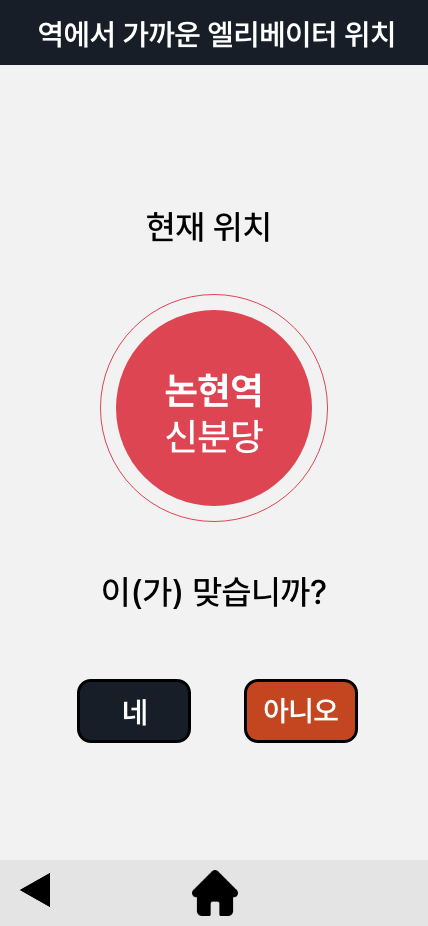 역에서 가까운 엘리베이터 위치
현재 위치
논현역
신분당
이(가) 맞습니까?
네
아니오